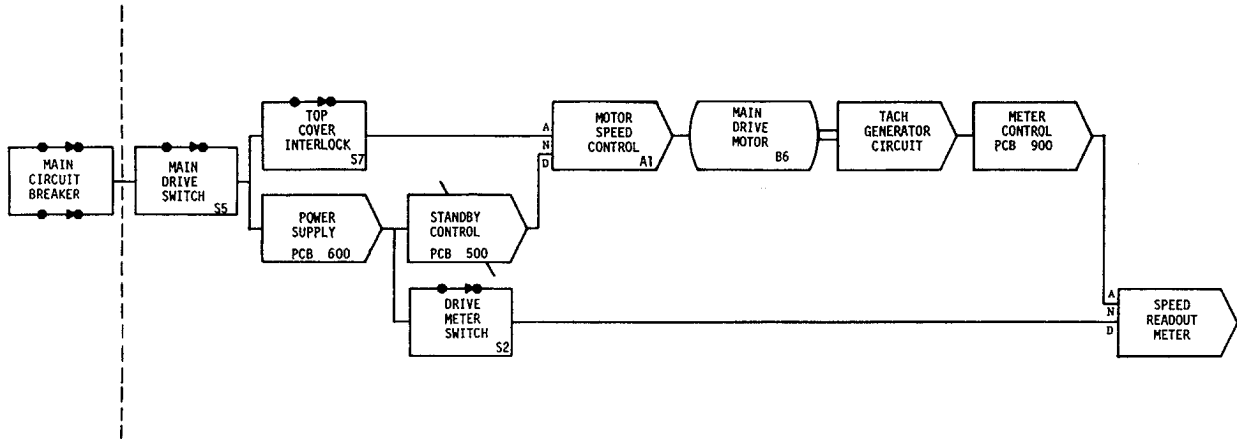 MAIN
CIRCUIT
BREAKER
MAIN
DRIVE
SWITCH
S5
TOP
COVER
INTERLOCK
S7
POWER
SUPPLY
PCB 600
STANDBY
CONTROL
PCB 500
DRIVE
METER
SWITCH
S2
A
N
D
MOTOR
SPEED
CONTROL
A1
MAIN
DRIVE
MOTOR
B6
TACH
GENERATOR
CIRCUIT
METER
CONTROL
PCB 900
A
N
D
SPEED
READOUT
METER